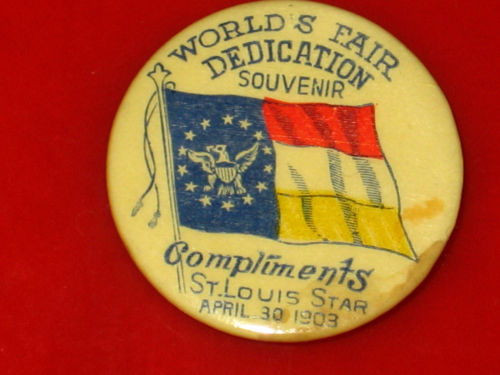 WORLD'S FAIR
DEDICATION
SOUVENIR
Compliments
ST. LOUIS STAR
APRIL 30 1903